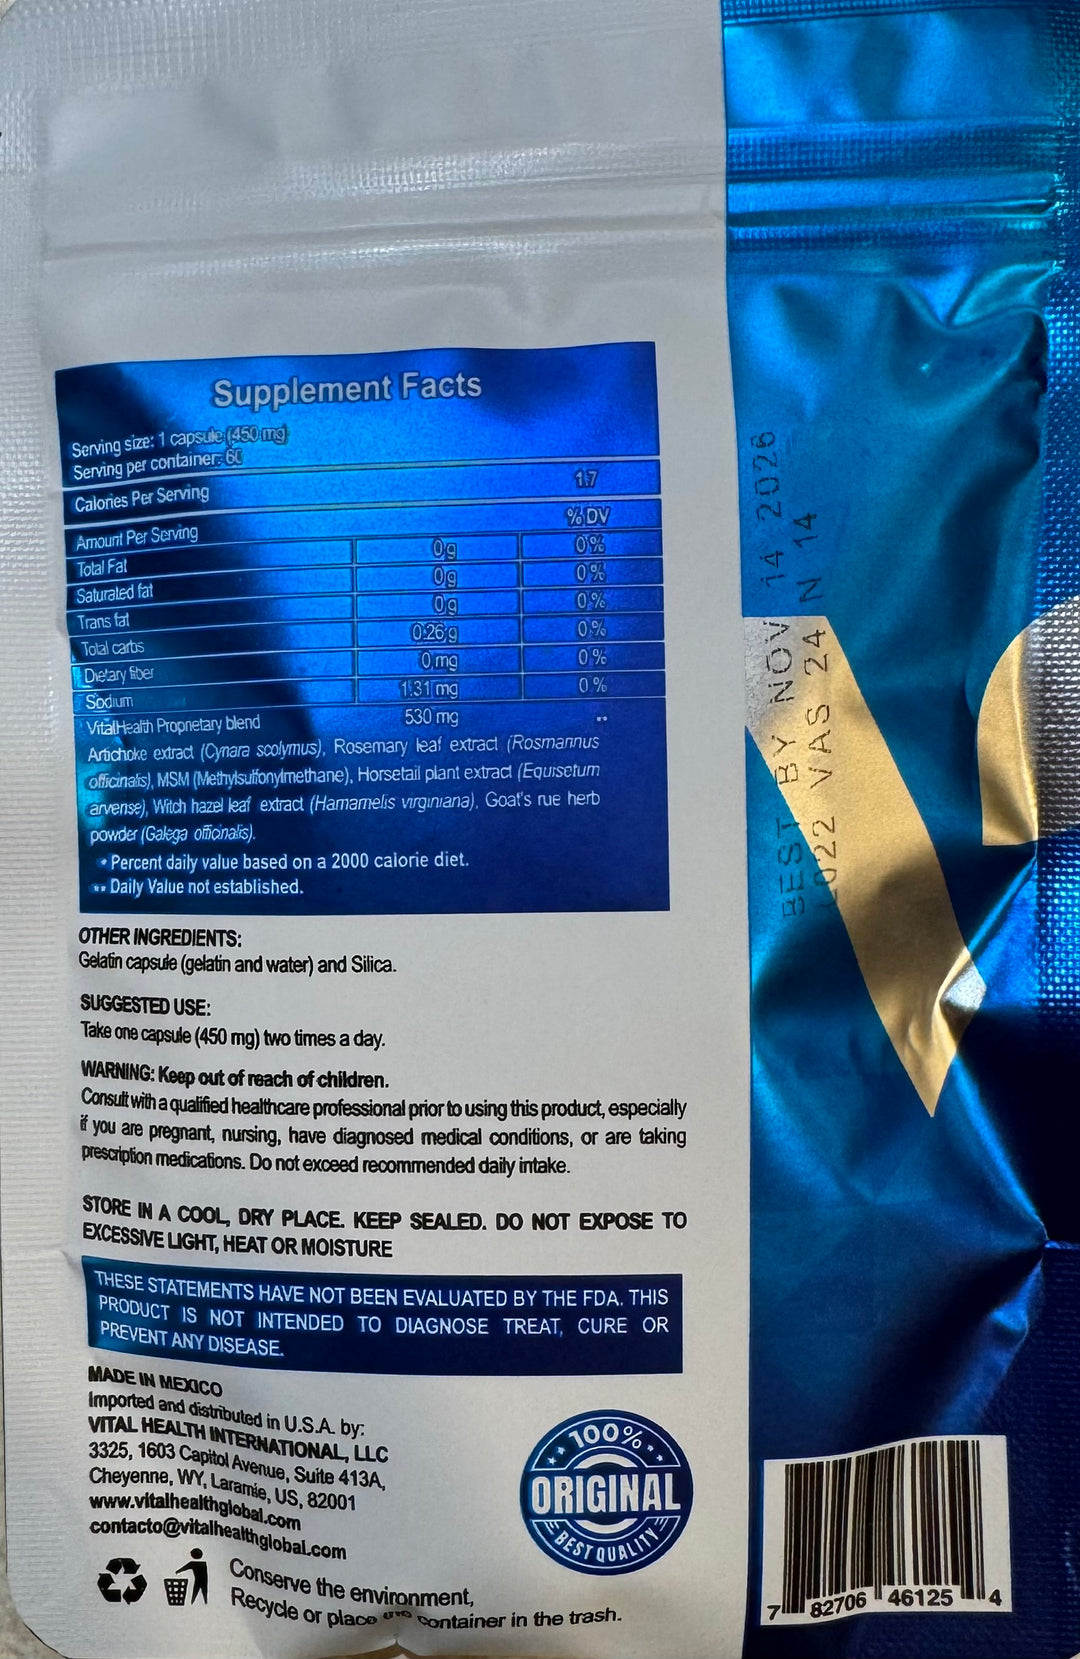 Supplement Facts
Serving size: 1 capsule (450 mg)
Serving per container: 60
Calories Per Serving 1.7
Amount Per Serving % DV
Total Fat 0g 0%
Saturated fat 0g 0%
Trans fat 0g 0%
Total carbs 0.26 g 0%
Dietary fiber 0 mg 0%
Sodium 1.31 mg 0%
VitalHealth Proprietary blend 530 mg **
Artichoke extract (Cynara scolymus), Rosemary leaf extract (Rosmarinus
officinalis), MSM (Methylsulfonylmethane), Horsetail plant extract (Equisetum
arvense), Witch hazel leaf extract (Hamamelis virginiana), Goat's rue herb
powder (Galega officinalis).
* Percent daily value based on a 2000 calorie diet.
** Daily Value not established.
OTHER INGREDIENTS:
Gelatin capsule (gelatin and water) and Silica.
SUGGESTED USE:
Take one capsule (450 mg) two times a day.
WARNING: Keep out of reach of children.
Consult with a qualified healthcare professional prior to using this product, especially
if you are pregnant, nursing, have diagnosed medical conditions, or are taking
prescription medications. Do not exceed recommended daily intake.
STORE IN A COOL, DRY PLACE. KEEP SEALED. DO NOT EXPOSE TO
EXCESSIVE LIGHT, HEAT OR MOISTURE
THESE STATEMENTS HAVE NOT BEEN EVALUATED BY THE FDA. THIS
PRODUCT IS NOT INTENDED TO DIAGNOSE TREAT, CURE OR
PREVENT ANY DISEASE.
MADE IN MEXICO
Imported and distributed in U.S.A. by:
VITAL HEALTH INTERNATIONAL, LLC
3325, 1603 Capitol Avenue, Suite 413A,
Cheyenne, WY, Laramie, US, 82001
www.vitalhealthglobal.com
contacto@vitalhealthglobal.com
Conserve the environment,
Recycle or place the container in the trash.
100%
ORIGINAL
BEST QUALITY
BEST BY NOV 14 2026
L022 VAS 24 N 14
7 82706 46125 4